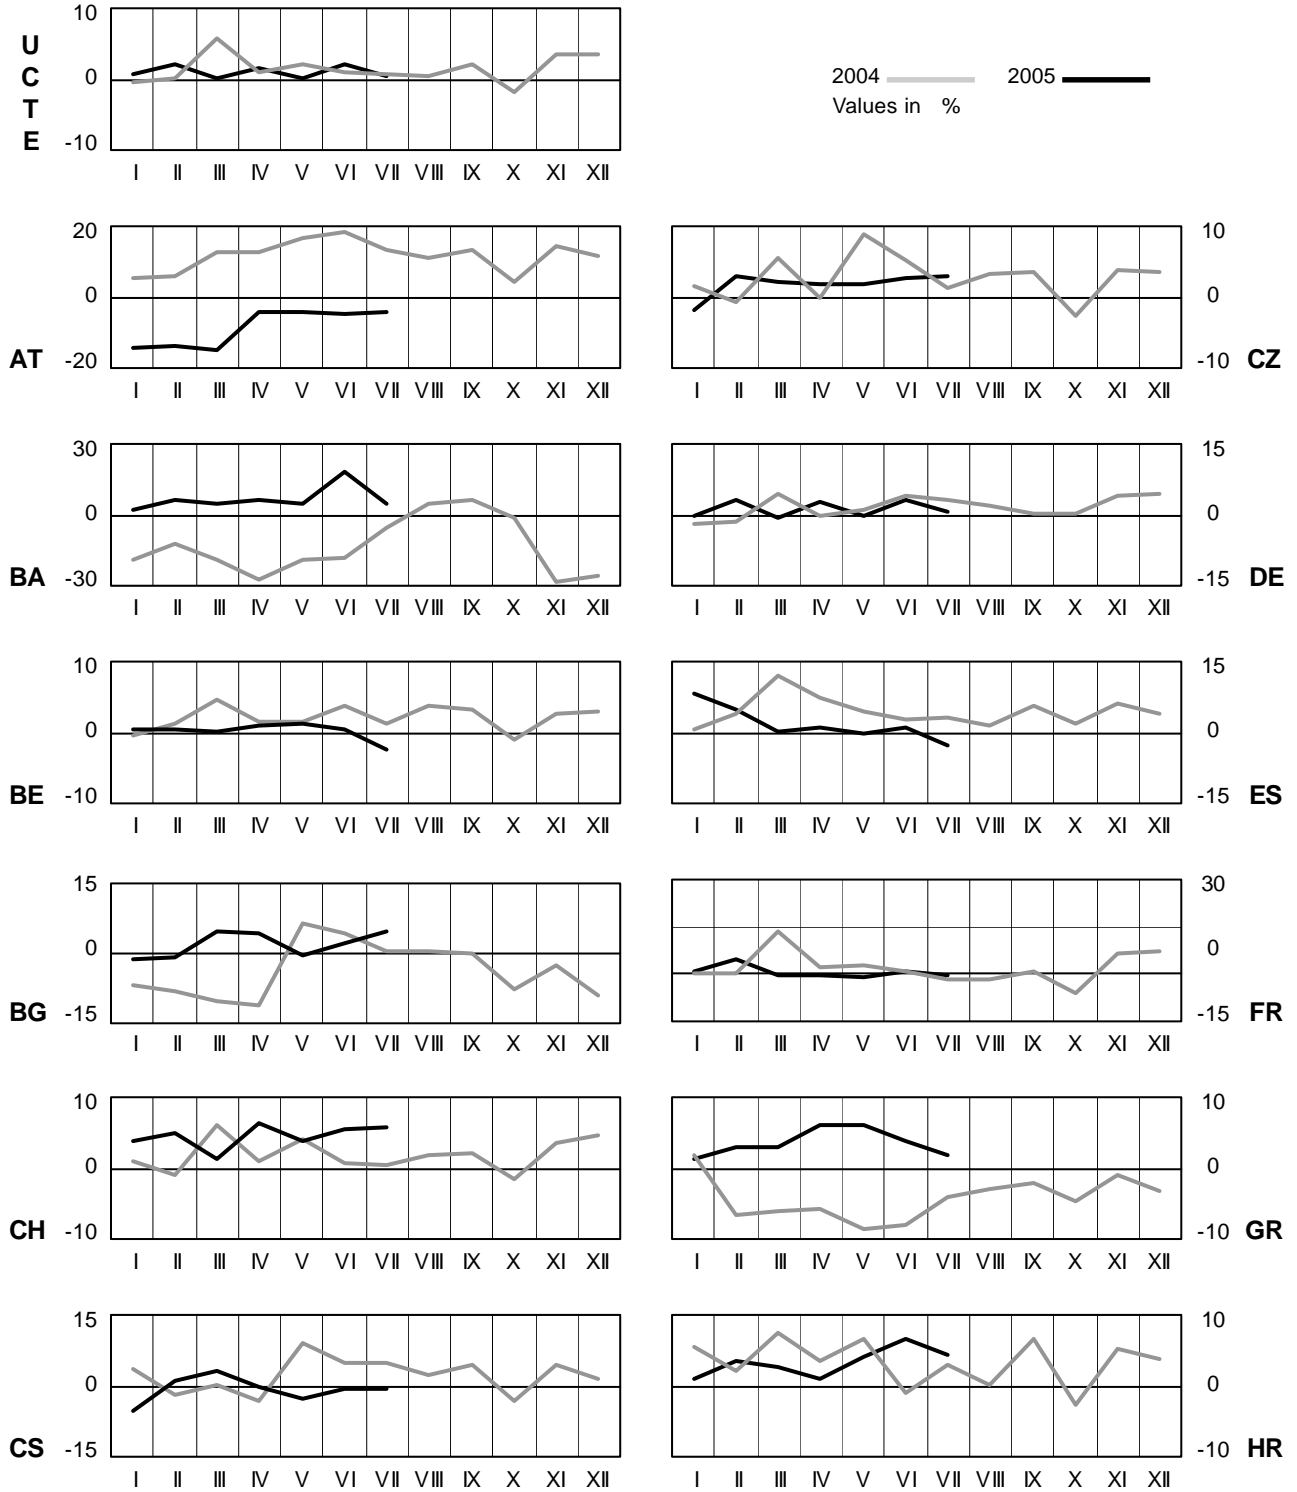 10
U
C
T
E
0
-10
I II III IV V VI VII VIII IX X XI XII
2004 2005
Values in %
20
0
-20
AT
I II III IV V VI VII VIII IX X XI XII
10
0
-10
CZ
I II III IV V VI VII VIII IX X XI XII
30
0
-30
BA
I II III IV V VI VII VIII IX X XI XII
15
0
-15
DE
I II III IV V VI VII VIII IX X XI XII
10
0
-10
BE
I II III IV V VI VII VIII IX X XI XII
15
0
-15
ES
I II III IV V VI VII VIII IX X XI XII
15
0
-15
BG
I II III IV V VI VII VIII IX X XI XII
30
0
-15
FR
I II III IV V VI VII VIII IX X XI XII
10
0
-10
CH
I II III IV V VI VII VIII IX X XI XII
10
0
-10
GR
I II III IV V VI VII VIII IX X XI XII
15
0
-15
CS
I II III IV V VI VII VIII IX X XI XII
10
0
-10
HR
I II III IV V VI VII VIII IX X XI XII